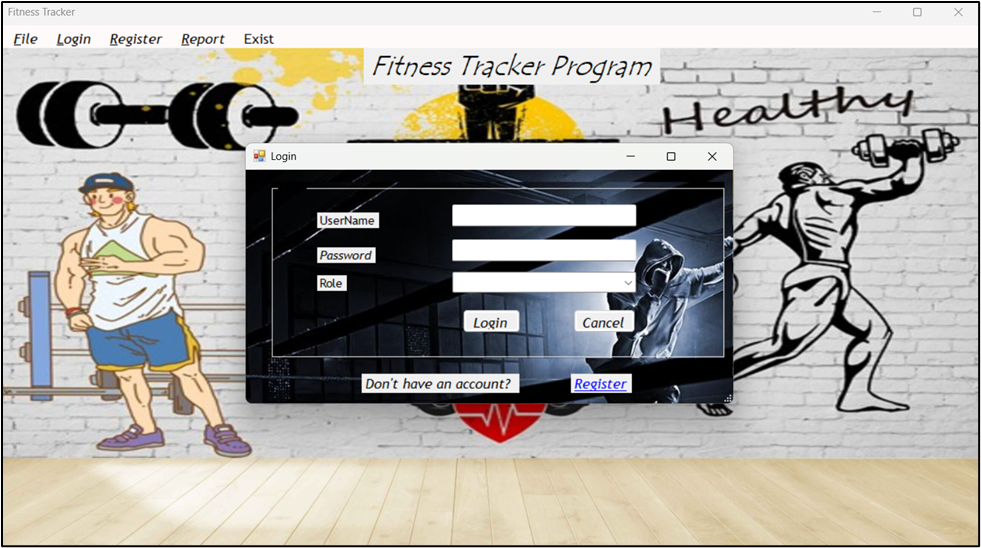 Fitness Tracker
File Login Register Report Exist
Fitness Tracker Program
Healthy
Login
UserName
Password
Role
Login Cancel
Don't have an account? Register